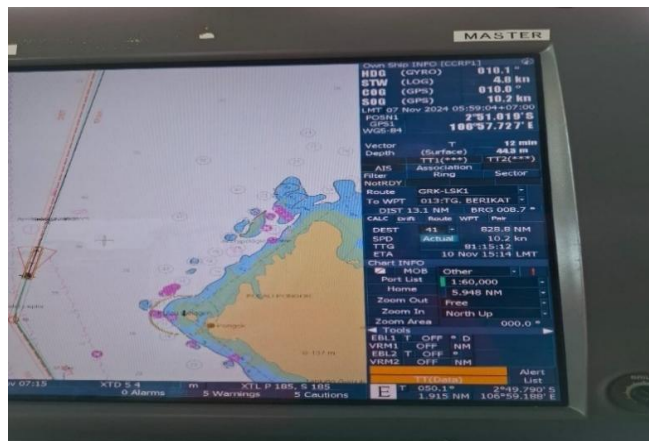 MASTER
Own Ship INFO [CCRP1]
HDG (GYRO) 010.1 °
STW (LOG) 4.8 kn
COG (GPS) 010.0 °
SOG (GPS) 10.2 kn
LMT 07 Nov 2024 05:59:04+07:00
POSN1 2°51.019'S
GPS1 106°57.727'E
WGS-84
Vector T 12 min
Depth (Surface) 44.8 m
TT1(***) TT2(***)
AIS Association
Filter Ring Sector
NotRDY
Route GRK-LSK1
To WPT 013:TG. BERIKAT
DIST 13.1 NM BRG 008.7 °
CALC Drift Route WPT Pwr
DEST 41 828.8 NM
SPD Actual 10.2 kn
TTG 81:15:12
ETA 10 Nov 15:14 LMT
Chart INFO
MOB Other !
Port List 1:60,000
Home 5.948 NM
Zoom Out Free
Zoom In North Up
Zoom Area 000.0 °
Tools
EBL1 T OFF ° D
VRM1 OFF NM
EBL2 T OFF °
VRM2 OFF NM
Alert
TT(Data) List
E T 050.1° 2°49.790' S
1.915 NM 106°59.188' E
07:15 XTD 5.4 m XTL P 185, S 185
0 Alarms 5 Warnings 5 Cautions